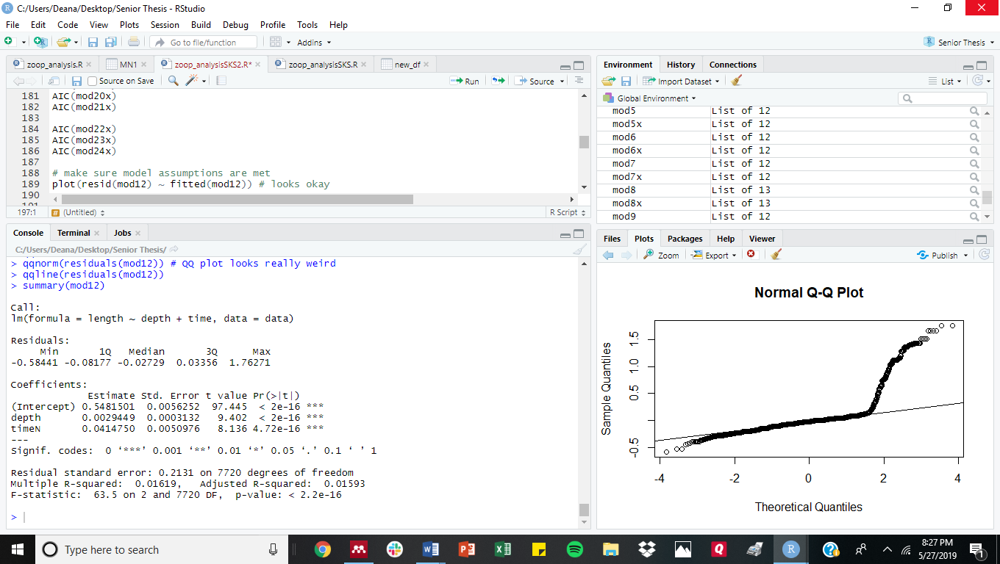 C:/Users/Deana/Desktop/Senior Thesis - RStudio
File Edit Code View Plots Session Build Debug Profile Tools Help
Go to file/function Addins Senior Thesis
zoop_analysis.R MN1 zoop_analysisSKS2.R* zoop_analysisSKS.R new_df
Source on Save Run Source
181 AIC(mod20x)
182 AIC(mod21x)
183
184 AIC(mod22x)
185 AIC(mod23x)
186 AIC(mod24x)
187
188 # make sure model assumptions are met
189 plot(resid(mod12) ~ fitted(mod12)) # looks okay
190
197:1 # (Untitled) R Script
Console Terminal Jobs
C:/Users/Deana/Desktop/Senior Thesis/
> qqnorm(residuals(mod12)) # QQ plot looks really weird
> qqline(residuals(mod12))
> summary(mod12)
Call:
lm(formula = length ~ depth + time, data = data)
Residuals:
Min 1Q Median 3Q Max
-0.58441 -0.08177 -0.02729 0.03356 1.76271
Coefficients:
Estimate Std. Error t value Pr(>|t|)
(Intercept) 0.5481501 0.0056252 97.445 < 2e-16 ***
depth 0.0029449 0.0003132 9.402 < 2e-16 ***
timeN 0.0414750 0.0050976 8.136 4.72e-16 ***
---
Signif. codes: 0 ‘***’ 0.001 ‘**’ 0.01 ‘*’ 0.05 ‘.’ 0.1 ‘ ’ 1
Residual standard error: 0.2131 on 7720 degrees of freedom
Multiple R-squared: 0.01619, Adjusted R-squared: 0.01593
F-statistic: 63.5 on 2 and 7720 DF, p-value: < 2.2e-16
>
Environment History Connections
Import Dataset List
Global Environment
mod5 List of 12
mod5x List of 12
mod6 List of 12
mod6x List of 12
mod7 List of 12
mod7x List of 12
mod8 List of 13
mod8x List of 13
mod9 List of 12
Files Plots Packages Help Viewer
Zoom Export Publish
Normal Q-Q Plot
Sample Quantiles
1.5
1.0
0.5
-0.5
-4 -2 0 2 4
Theoretical Quantiles
Type here to search
8:27 PM
5/27/2019
1